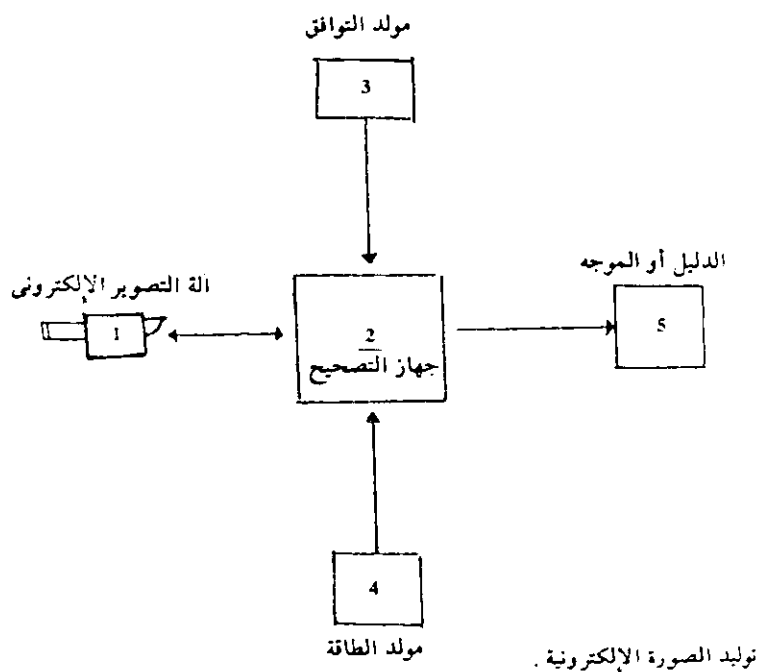 مولد التوافق
3
الدليل أو الموجه
آلة التصوير الإلكترونى
1
2
جهاز التصحيح
5
4
مولد الطاقة
توليد الصورة الإلكترونية .